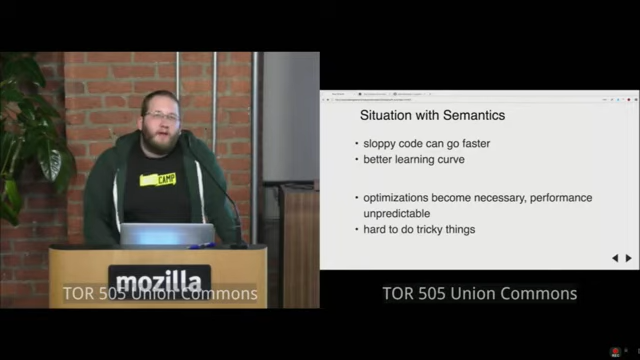 CAMP
mozilla
TOR 505 Union Commons
Situation with Semantics
• sloppy code can go faster
• better learning curve
• optimizations become necessary, performance
unpredictable
• hard to do tricky things
TOR 505 Union Commons